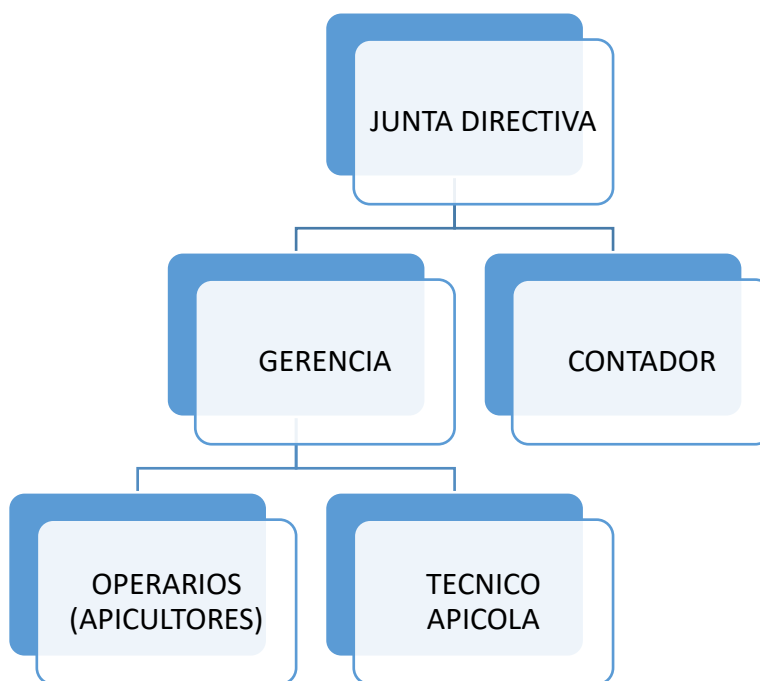 JUNTA DIRECTIVA
GERENCIA
CONTADOR
OPERARIOS
(APICULTORES)
TECNICO
APICOLA